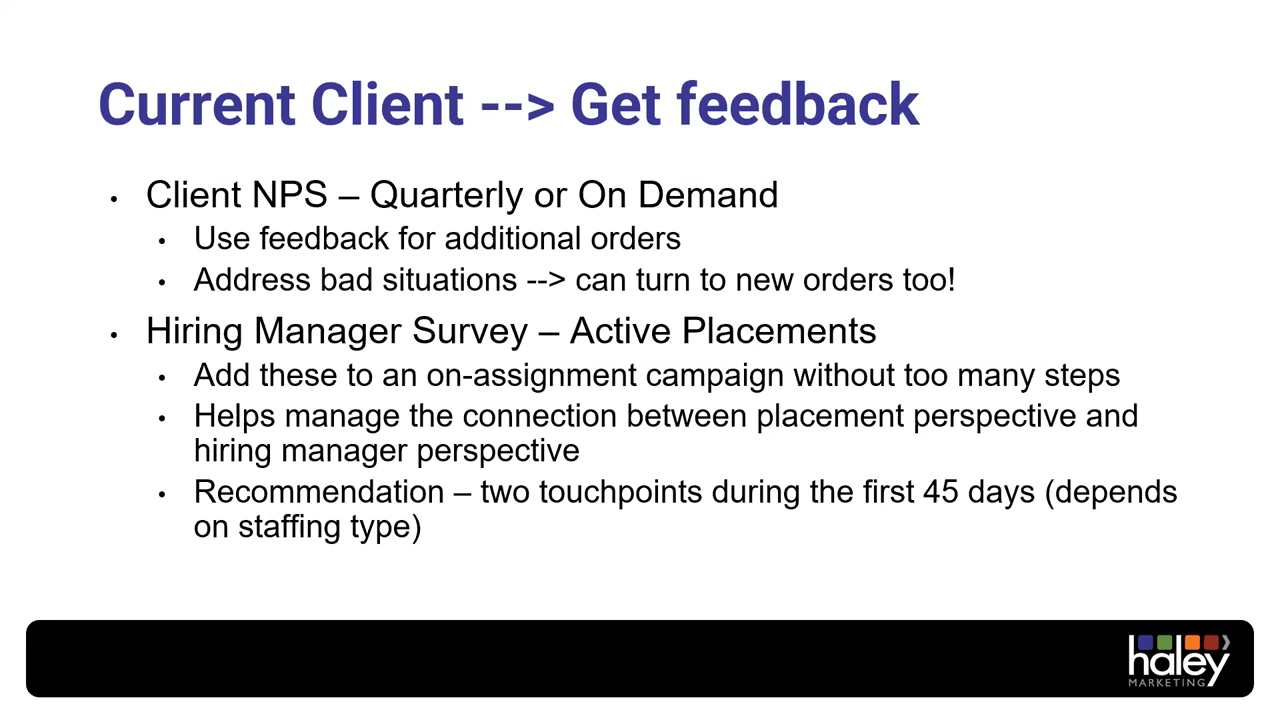 Current Client --> Get feedback
• Client NPS – Quarterly or On Demand
• Use feedback for additional orders
• Address bad situations --> can turn to new orders too!
• Hiring Manager Survey – Active Placements
• Add these to an on-assignment campaign without too many steps
• Helps manage the connection between placement perspective and
hiring manager perspective
• Recommendation – two touchpoints during the first 45 days (depends
on staffing type)
haley
MARKETING